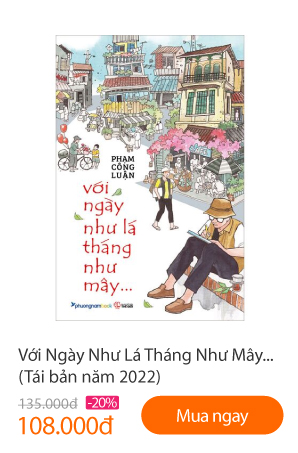 PHẠM
CÔNG
LUẬN
với
ngày
như lá
tháng
như
mây...
phuongnambook
Với Ngày Như Lá Tháng Như Mây...
(Tái bản năm 2022)
135.000đ -20%
108.000đ
Mua ngay